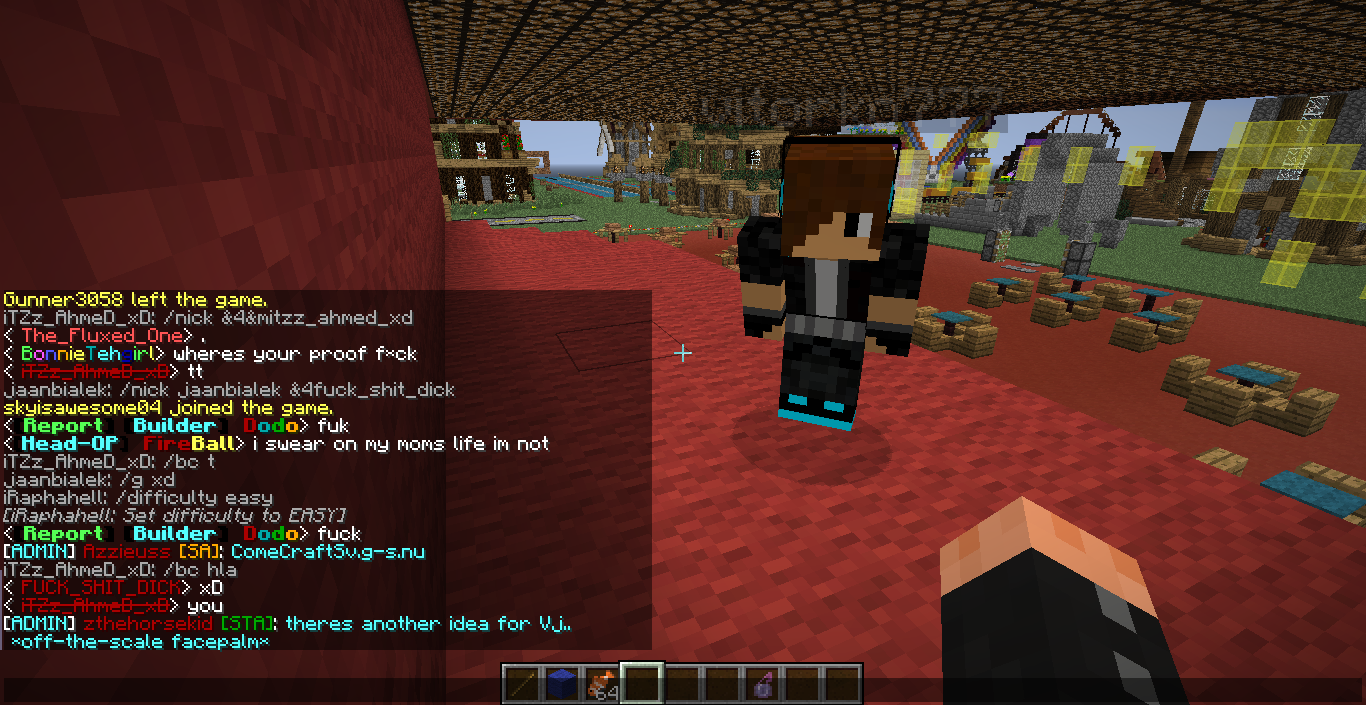 Gunner3058 left the game.
iTZz_AhmeD_xD: /nick &4&mitzz_ahmed_xd
< The_Fluxed_One> .
< BonnieTehgirl> wheres your proof f*ck
< iTZz_AhmeD_xD> tt
jaanbialek: /nick jaanbialek &4fuck_shit_dick
skyisawesome04 joined the game.
< Report Builder Dodo> fuk
< Head-OP FireBall> i swear on my moms life im not
iTZz_AhmeD_xD: /bc t
jaanbialek: /g xd
iRaphahell: /difficulty easy
[iRaphahell: Set difficulty to EASY]
< Report Builder Dodo> fuck
[ADMIN] Azzieuss [SA]: ComeCraftSv.g-s.nu
iTZz_AhmeD_xD: /bc hla
< FUCK_SHIT_DICK> xD
< iTZz_AhmeD_xD> you
[ADMIN] zthehorsekid [STA]: theres another idea for Vj..
*off-the-scale facepalm*
64